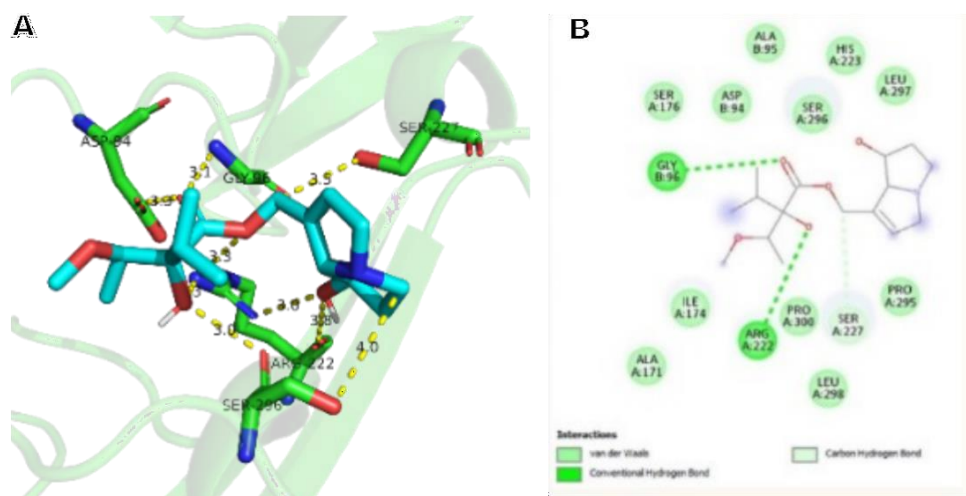 A
ASP-94
3.1
GLY-96
3.5
SER-227
3.3
3.6
3.8
3.0
4.0
ARG-222
SER-296
B
ALA
B:95
HIS
A:223
LEU
A:297
SER
A:176
ASP
B:94
SER
A:296
GLY
B:96
ILE
A:174
PRO
A:300
SER
A:227
PRO
A:295
ARG
A:222
ALA
A:171
LEU
A:298
Interactions
van der Waals
Conventional Hydrogen Bond
Carbon Hydrogen Bond